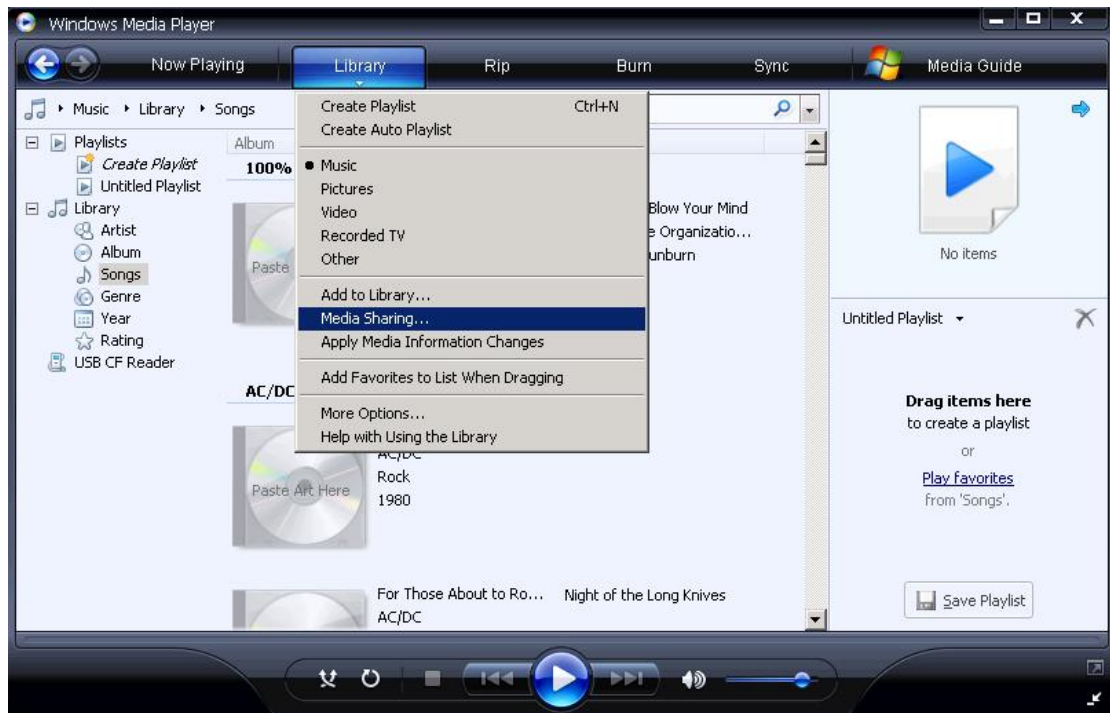 Windows Media Player
Now Playing
Library
Rip
Burn
Sync
Media Guide
Music
Library
Songs
Playlists
Create Playlist
Untitled Playlist
Library
Artist
Album
Songs
Genre
Year
Rating
USB CF Reader
Create Playlist Ctrl+N
Create Auto Playlist
Music
Pictures
Video
Recorded TV
Other
Add to Library...
Media Sharing...
Apply Media Information Changes
Add Favorites to List When Dragging
More Options...
Help with Using the Library
Album
100%
Paste
Blow Your Mind
Organizatio...
AC/DC
Paste Art Here
AC/DC
Rock
1980
For Those About to Ro... Night of the Long Knives
AC/DC
No items
Untitled Playlist
Drag items here
to create a playlist
or
Play favorites
from 'Songs'.
Save Playlist